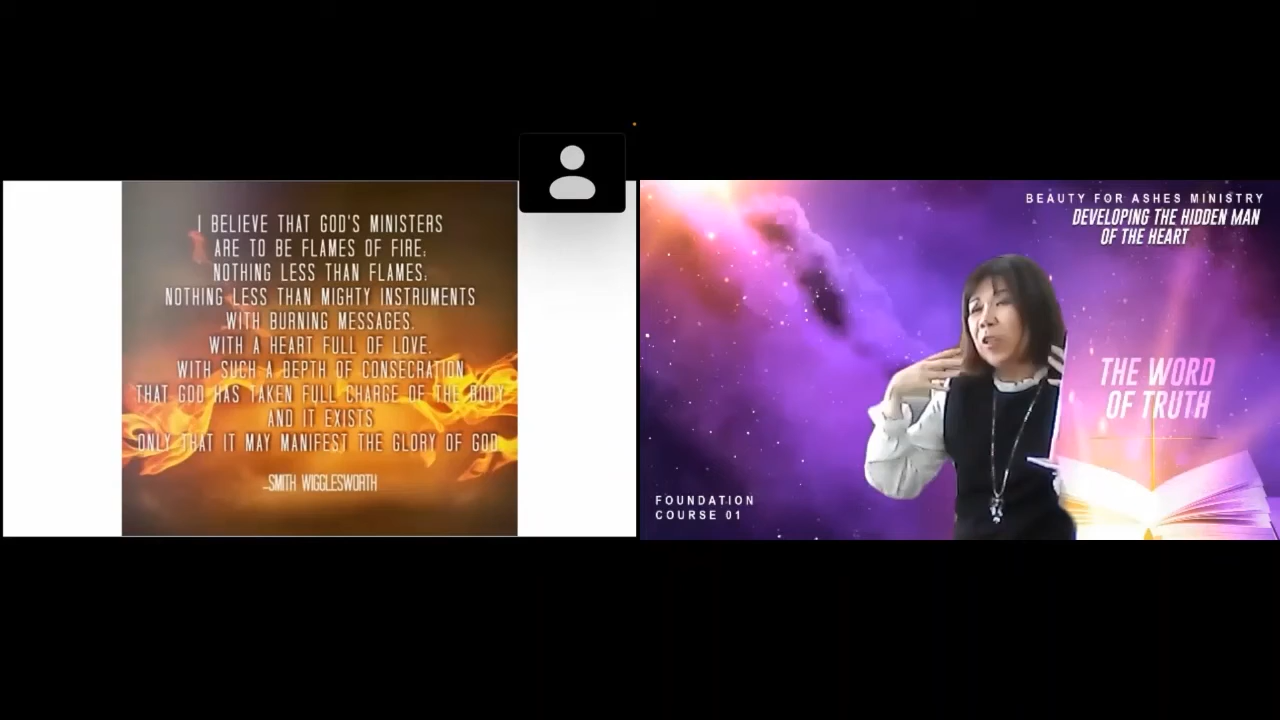 I BELIEVE THAT GOD'S MINISTERS
ARE TO BE FLAMES OF FIRE;
NOTHING LESS THAN FLAMES;
NOTHING LESS THAN MIGHTY INSTRUMENTS
WITH BURNING MESSAGES,
WITH A HEART FULL OF LOVE,
WITH SUCH A DEPTH OF CONSECRATION
THAT GOD HAS TAKEN FULL CHARGE OF THE BODY
AND IT EXISTS
ONLY THAT IT MAY MANIFEST THE GLORY OF GOD
–SMITH WIGGLESWORTH
BEAUTY FOR ASHES MINISTRY
DEVELOPING THE HIDDEN MAN
OF THE HEART
THE WORD
OF TRUTH
FOUNDATION
COURSE 01